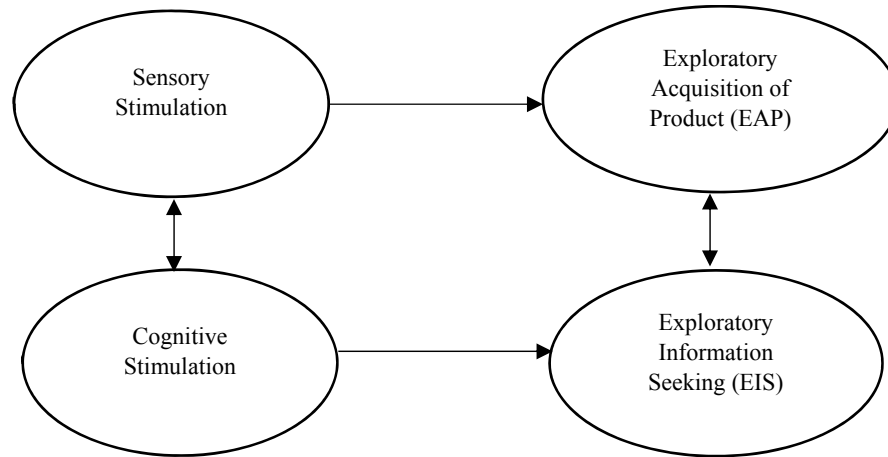 Sensory
Stimulation
Exploratory
Acquisition of
Product (EAP)
Cognitive
Stimulation
Exploratory
Information
Seeking (EIS)